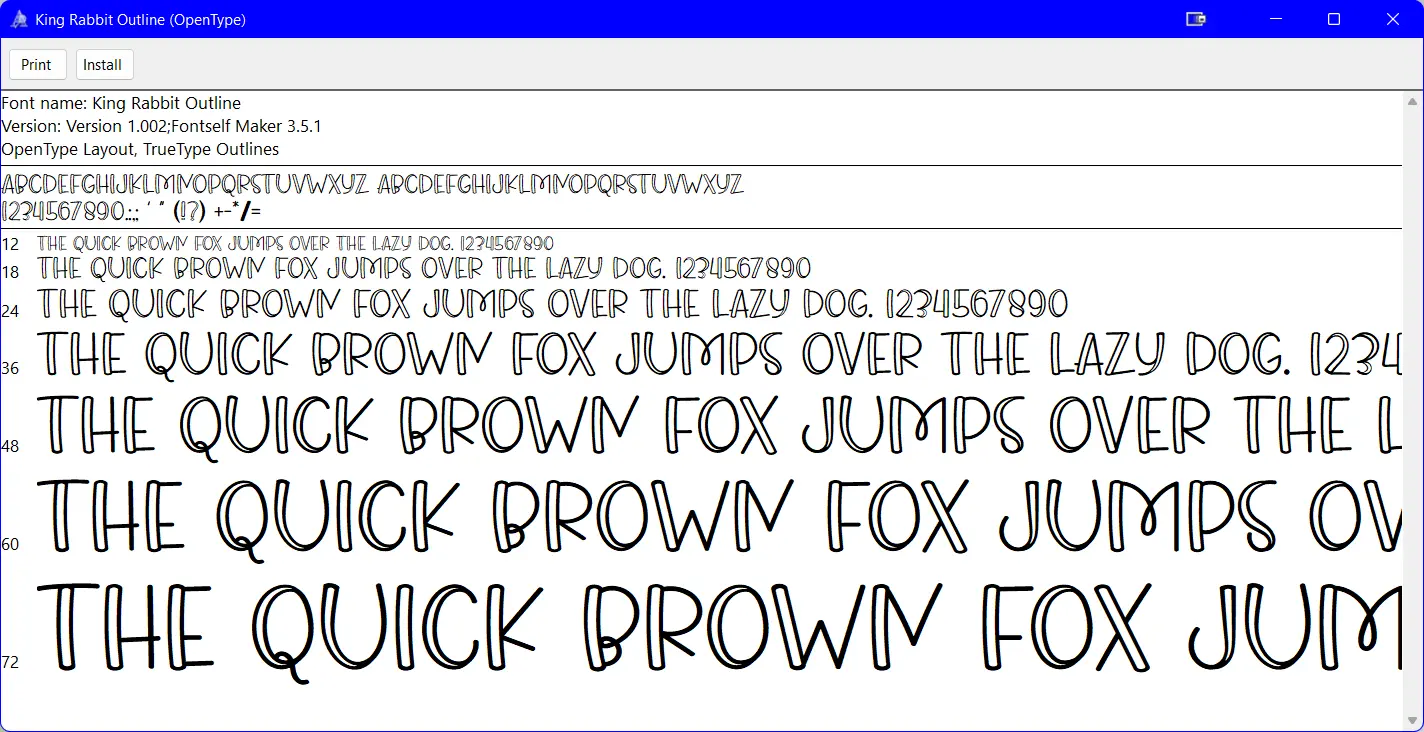 King Rabbit Outline (OpenType)
Print Install
Font name: King Rabbit Outline
Version: Version 1.002;Fontself Maker 3.5.1
OpenType Layout, TrueType Outlines
ABCDEFGHIJKLMNOPQRSTUVWXYZ ABCDEFGHIJKLMNOPQRSTUVWXYZ
1234567890.:,; ' " (!?) +-*/=
12 THE QUICK BROWN FOX JUMPS OVER THE LAZY DOG. 1234567890
18 THE QUICK BROWN FOX JUMPS OVER THE LAZY DOG. 1234567890
24 THE QUICK BROWN FOX JUMPS OVER THE LAZY DOG. 1234567890
36 THE QUICK BROWN FOX JUMPS OVER THE LAZY DOG. 1234
48 THE QUICK BROWN FOX JUMPS OVER THE L
60 THE QUICK BROWN FOX JUMPS OV
72 THE QUICK BROWN FOX JUM